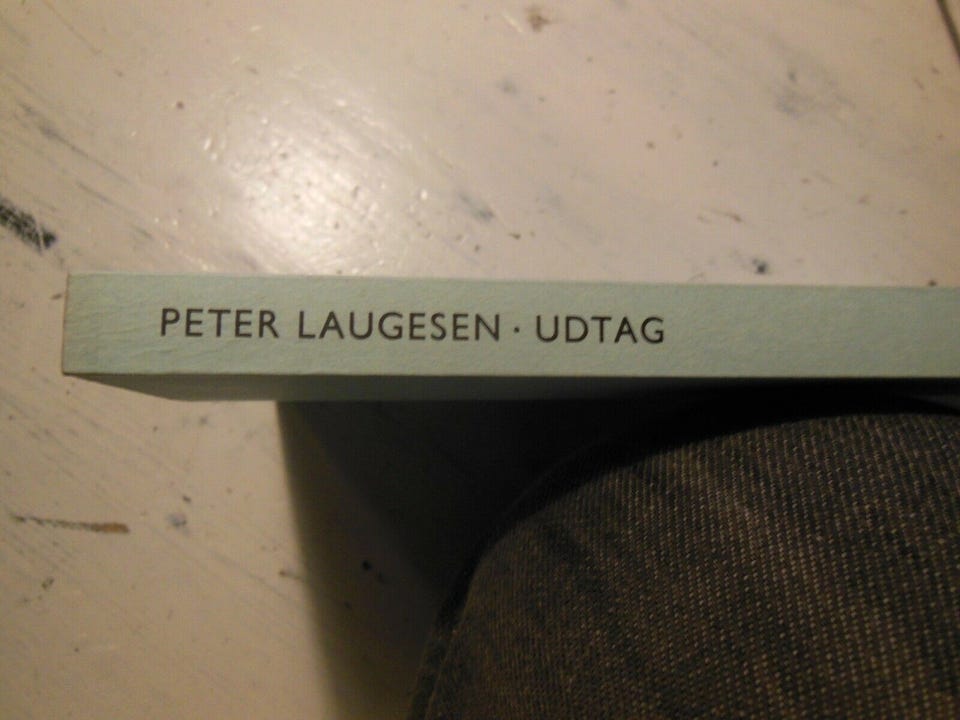 PETER LAUGESEN · UDTAG